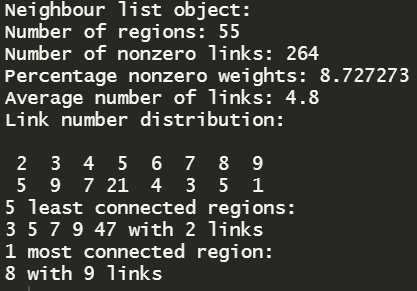 Neighbour list object:
Number of regions: 55
Number of nonzero links: 264
Percentage nonzero weights: 8.727273
Average number of links: 4.8
Link number distribution:
2 3 4 5 6 7 8 9
5 9 7 21 4 3 5 1
5 least connected regions:
3 5 7 9 47 with 2 links
1 most connected region:
8 with 9 links